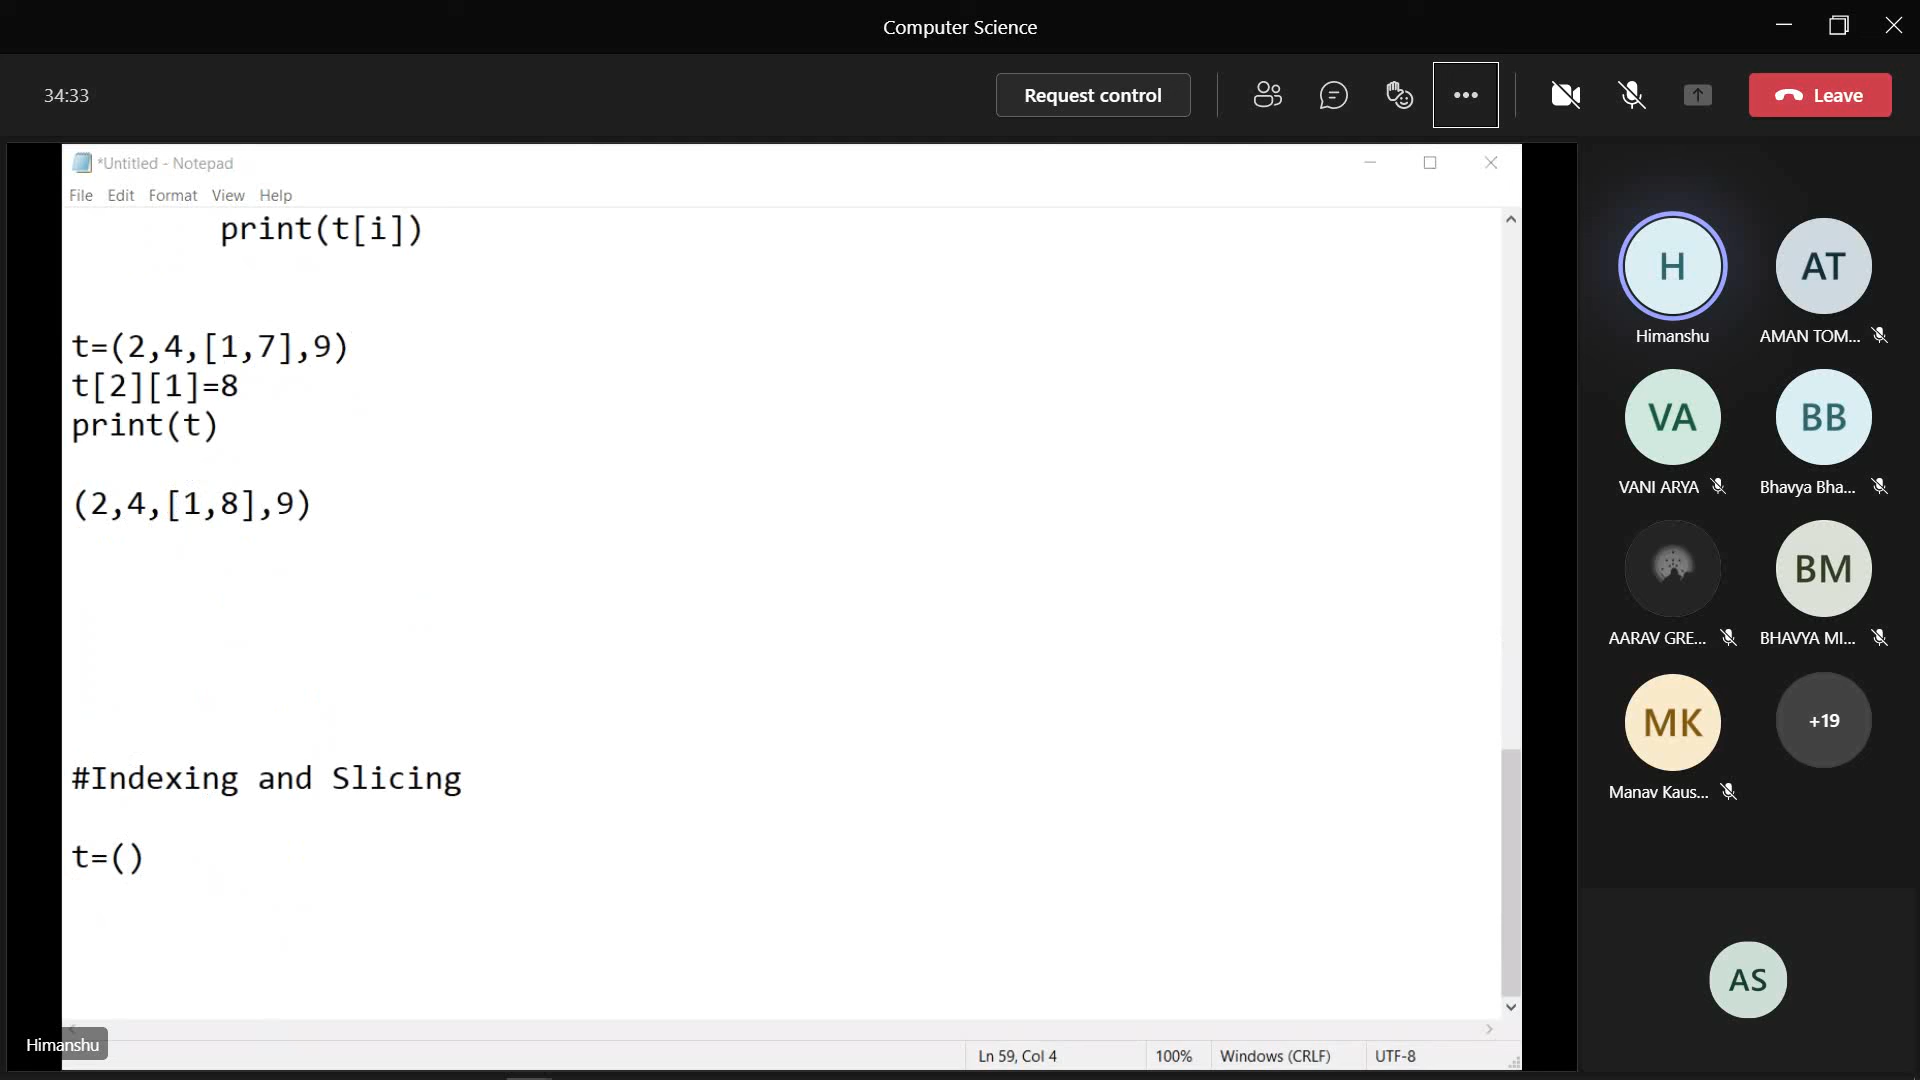 Computer Science
34:33
Request control
Leave
*Untitled - Notepad
File Edit Format View Help
print(t[i])
t=(2,4,[1,7],9)
t[2][1]=8
print(t)
(2,4,[1,8],9)
#Indexing and Slicing
t=()
Ln 59, Col 4
100%
Windows (CRLF)
UTF-8
Himanshu
H
Himanshu
AT
AMAN TOM...
VA
VANI ARYA
BB
Bhavya Bha...
AARAV GRE...
BM
BHAVYA MI...
MK
Manav Kaus...
+19
AS